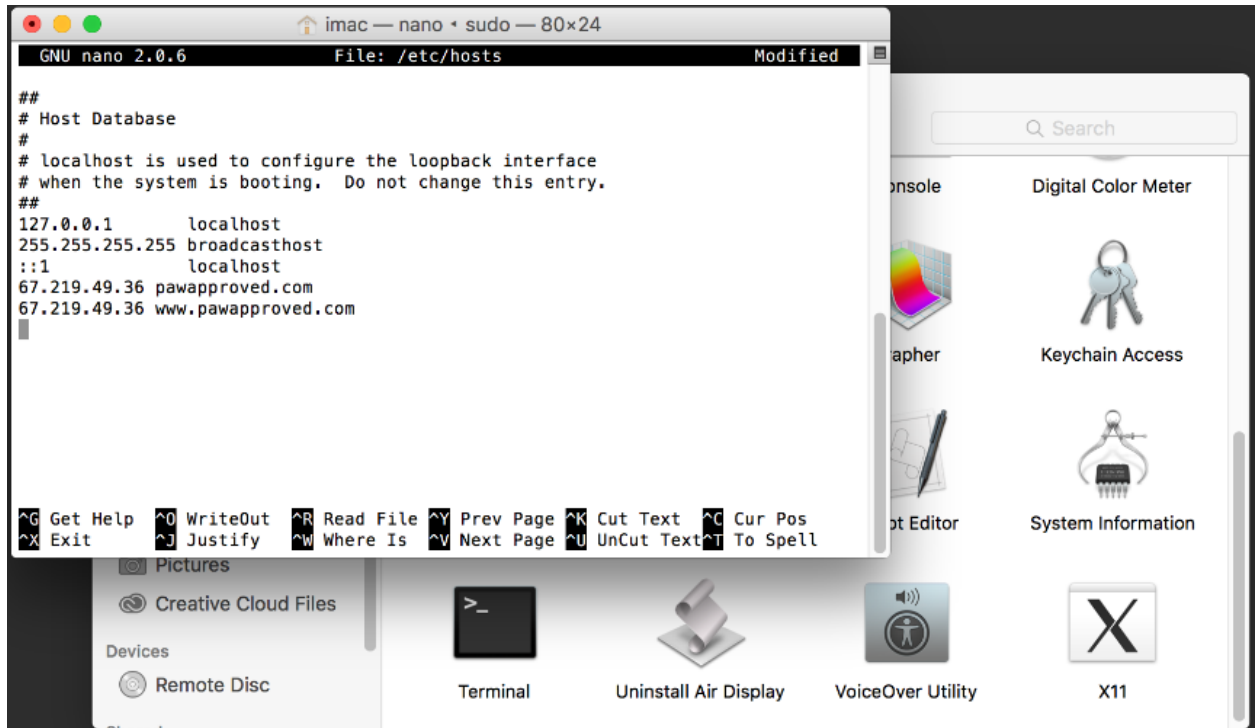 imac — nano ◂ sudo — 80×24
GNU nano 2.0.6 File: /etc/hosts Modified
##
# Host Database
#
# localhost is used to configure the loopback interface
# when the system is booting.  Do not change this entry.
##
127.0.0.1 localhost
255.255.255.255 broadcasthost
::1 localhost
67.219.49.36 pawapproved.com
67.219.49.36 www.pawapproved.com
^G Get Help ^O WriteOut ^R Read File ^Y Prev Page ^K Cut Text ^C Cur Pos
^X Exit ^J Justify ^W Where Is ^V Next Page ^U UnCut Text ^T To Spell
Search
Digital Color Meter
Keychain Access
System Information
Pictures
Creative Cloud Files
Devices
Remote Disc
>_
Terminal
Uninstall Air Display
VoiceOver Utility
X
X11